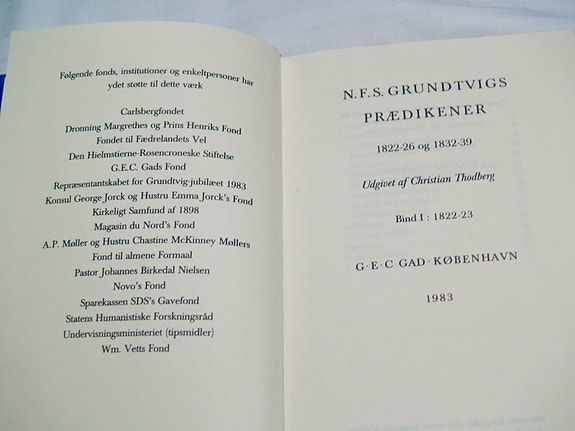 Følgende fonds, institutioner og enkeltpersoner har
ydet støtte til dette værk
Carlsbergfondet
Dronning Margrethes og Prins Henriks Fond
Fondet til Fædrelandets Vel
Den Hielmstierne-Rosencroneske Stiftelse
G.E.C. Gads Fond
Repræsentantskabet for Grundtvig-jubilæet 1983
Konsul George Jorck og Hustru Emma Jorck's Fond
Kirkeligt Samfund af 1898
Magasin du Nord's Fond
A.P. Møller og Hustru Chastine McKinney Møllers
Fond til almene Formaal
Pastor Johannes Birkedal Nielsen
Novo's Fond
Sparekassen SDS's Gavefond
Statens Humanistiske Forskningsråd
Undervisningsministeriet (tipsmidler)
Wm. Vetts Fond
N.F.S. GRUNDTVIGS
PRÆDIKENER
1822-26 og 1832-39
Udgivet af Christian Thodberg
Bind I : 1822-23
G·E·C GAD·KØBENHAVN
1983